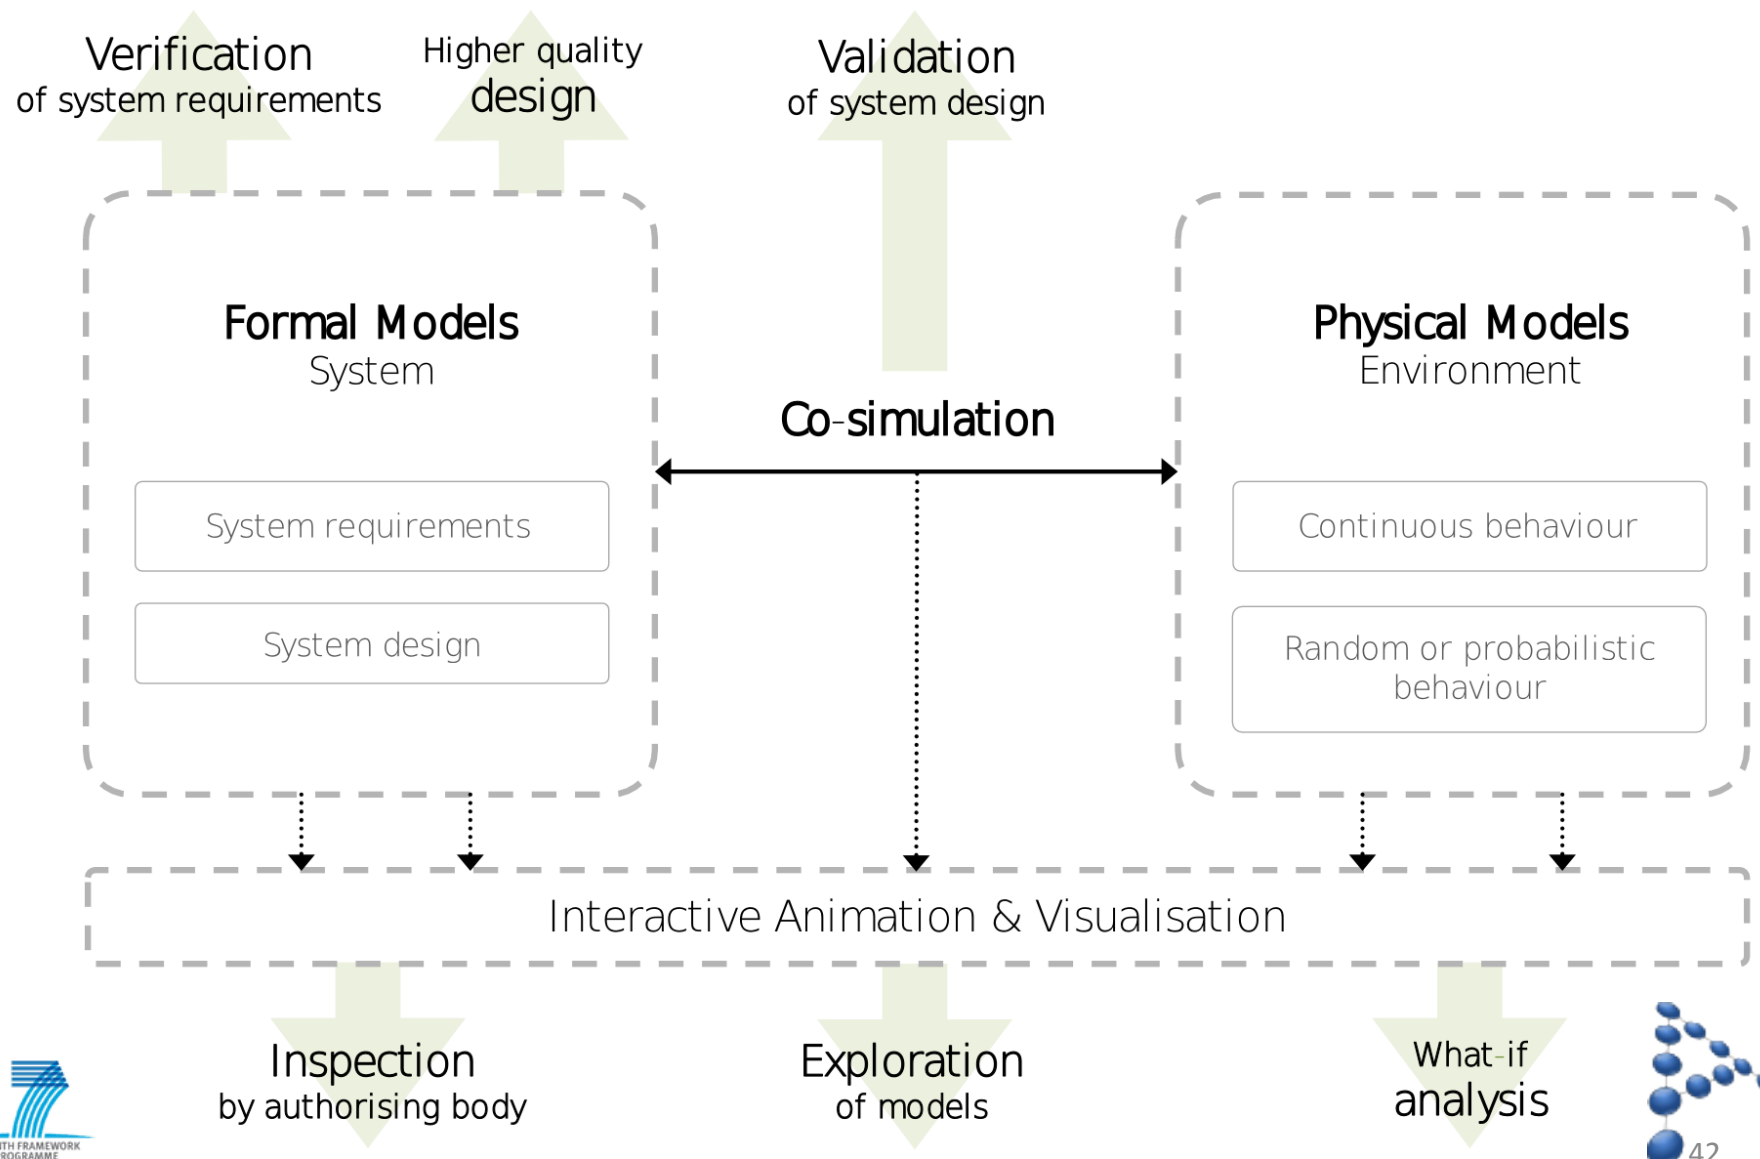 Verification
of system requirements
Higher quality
design
Validation
of system design
Formal Models
System
System requirements
System design
Co-simulation
Physical Models
Environment
Continuous behaviour
Random or probabilistic
behaviour
Interactive Animation & Visualisation
Inspection
by authorising body
Exploration
of models
What-if
analysis
FRAMEWORK
PROGRAMME
42